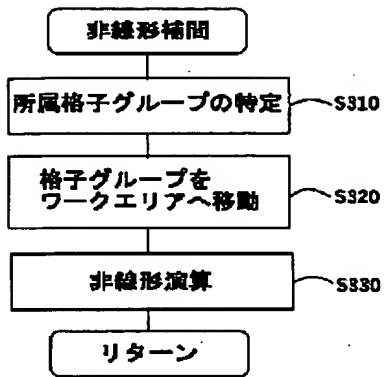 非線形補間
所属格子グループの特定
S310
格子グループを
ワークエリアへ移動
S320
非線形演算
S330
リターン